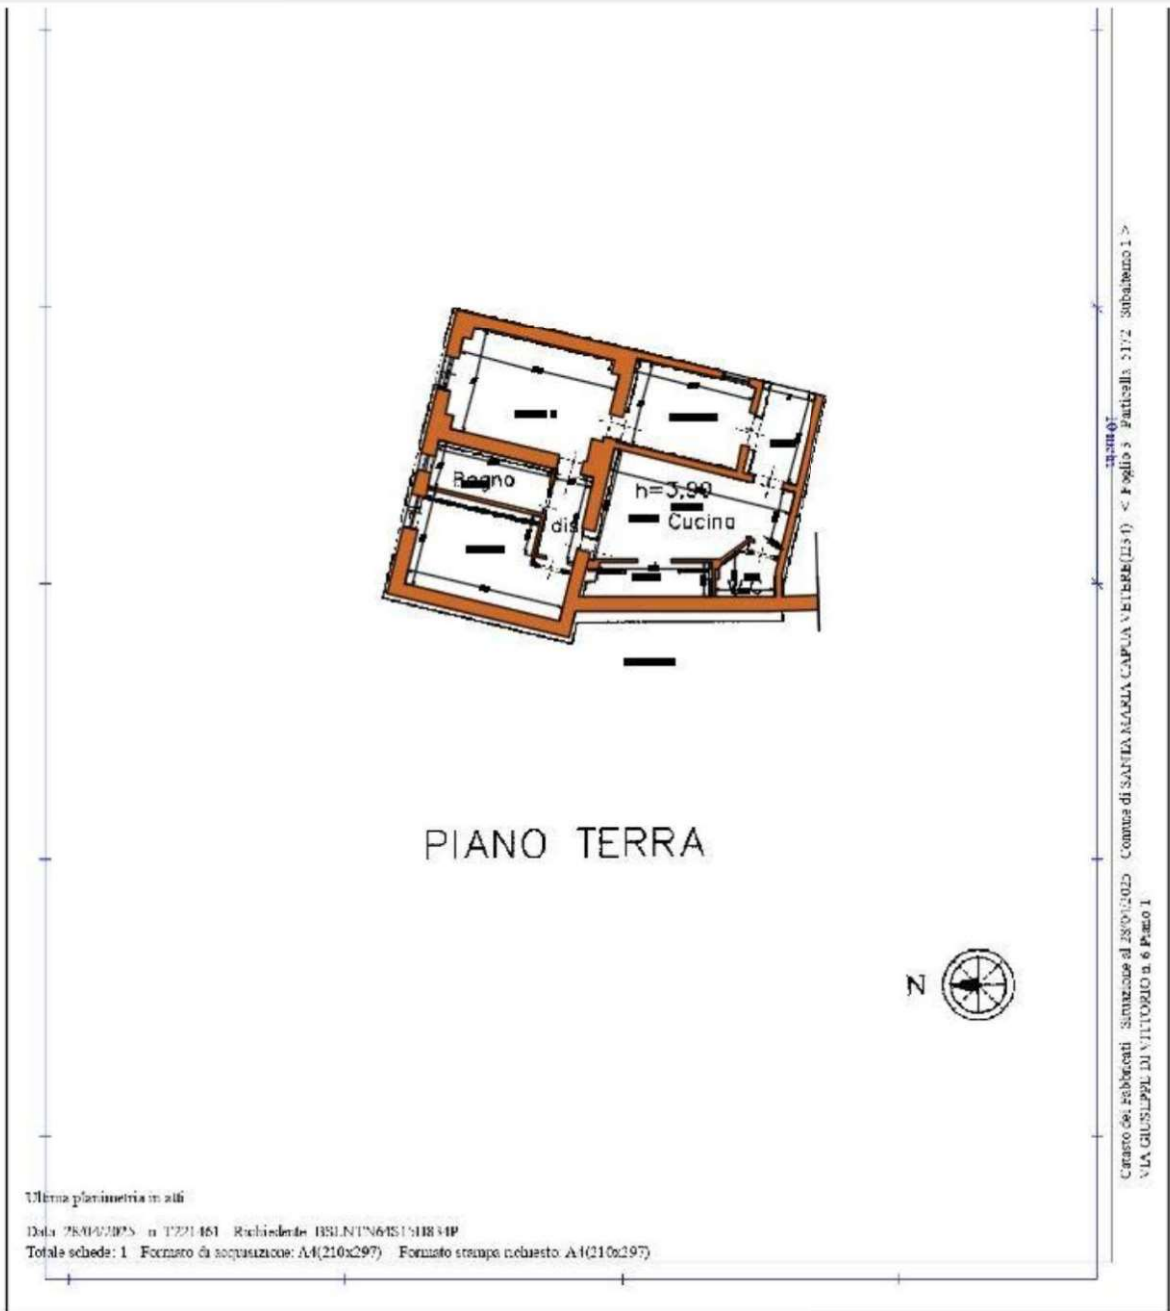 Bagno
h=3,90
dis
Cucina
PIANO TERRA
N
10 metri
Catasto dei Fabbricati - Situazione al 28/04/2025 - Comune di SANTA MARIA CAPUA VETERE(I234) - < Foglio 3 - Particella 5172 - Subalterno 1 >
VIA GIUSEPPE DI VITTORIO n. 6 Piano T
Ultima planimetria in atti
Data: 28/04/2025 - n. T221461 - Richiedente:
Totale schede: 1 - Formato di acquisizione: A4(210x297) - Formato stampa richiesto: A4(210x297)